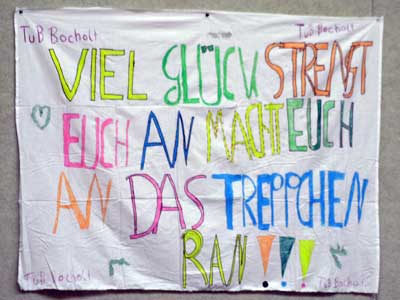 TuB Bocholt TuB Bocholt
VIEL GLÜCK STRENGT
EUCH AN MACHT EUCH
AN DAS TREPPCHEN
RAN !!!!
TuB Bocholt TuB Bocholt